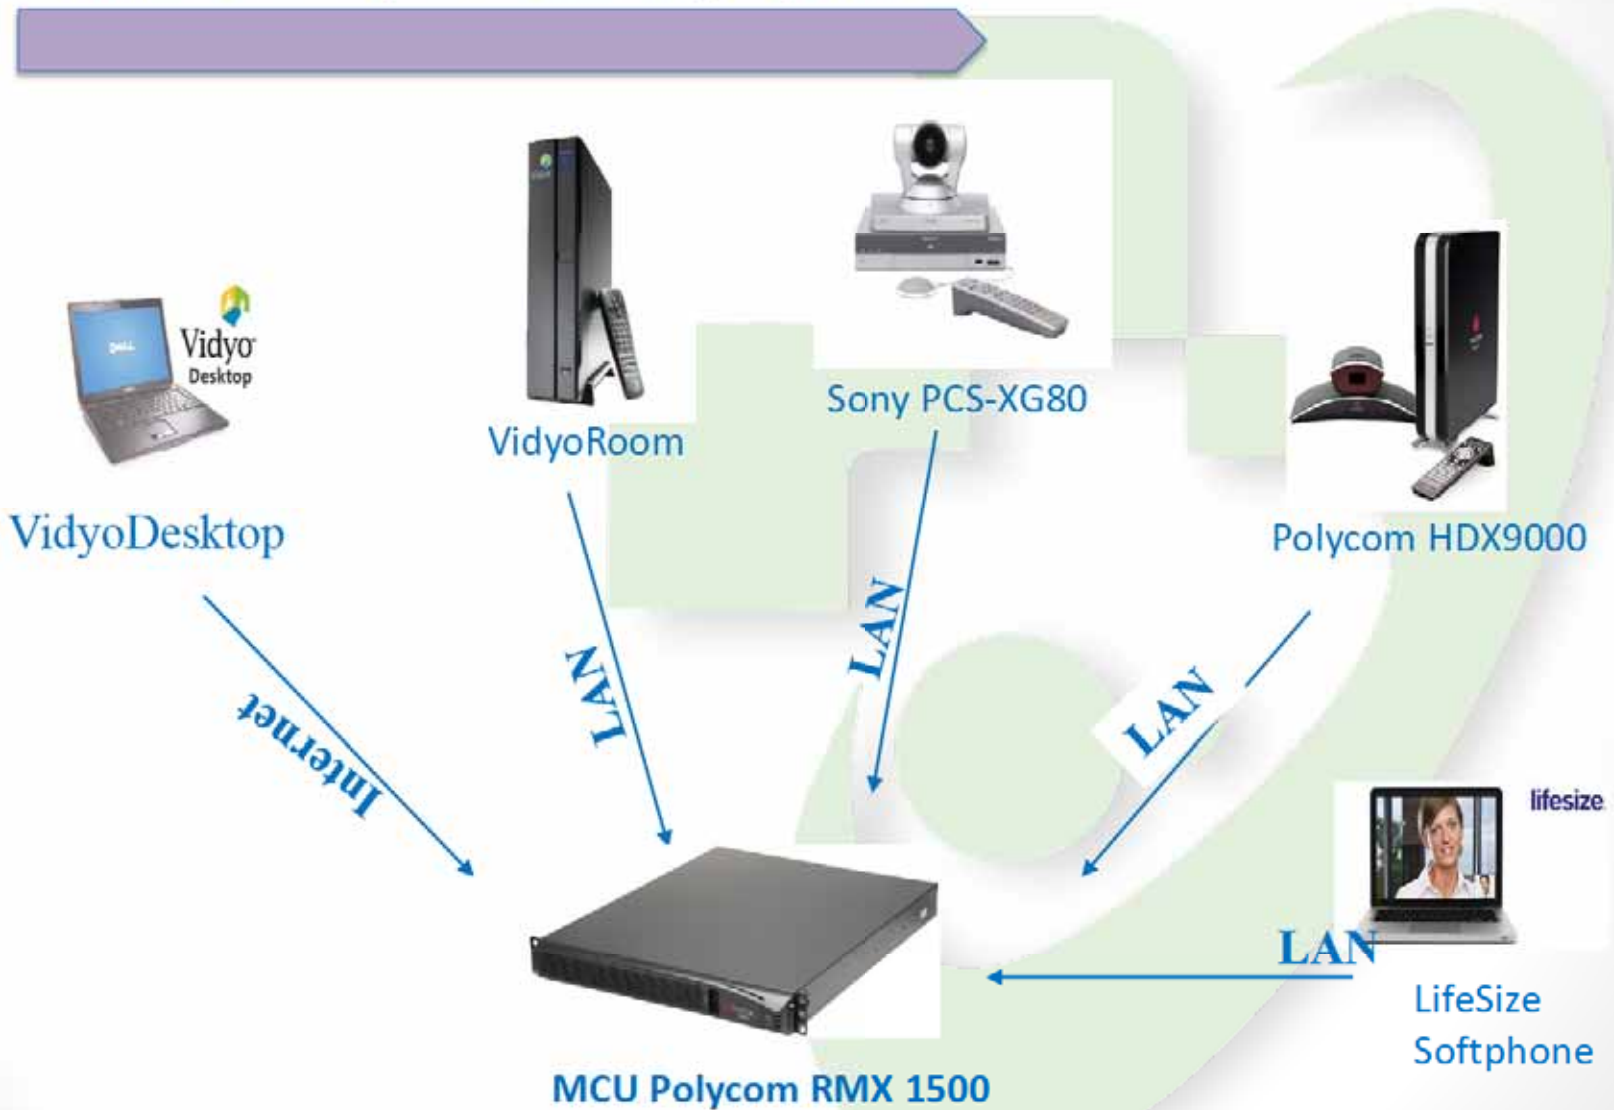 DELL
Vidyo
Desktop
VidyoDesktop
VidyoRoom
Sony PCS-XG80
Polycom HDX9000
Internet
LAN
LAN
LAN
lifesize
LAN
LifeSize
Softphone
MCU Polycom RMX 1500